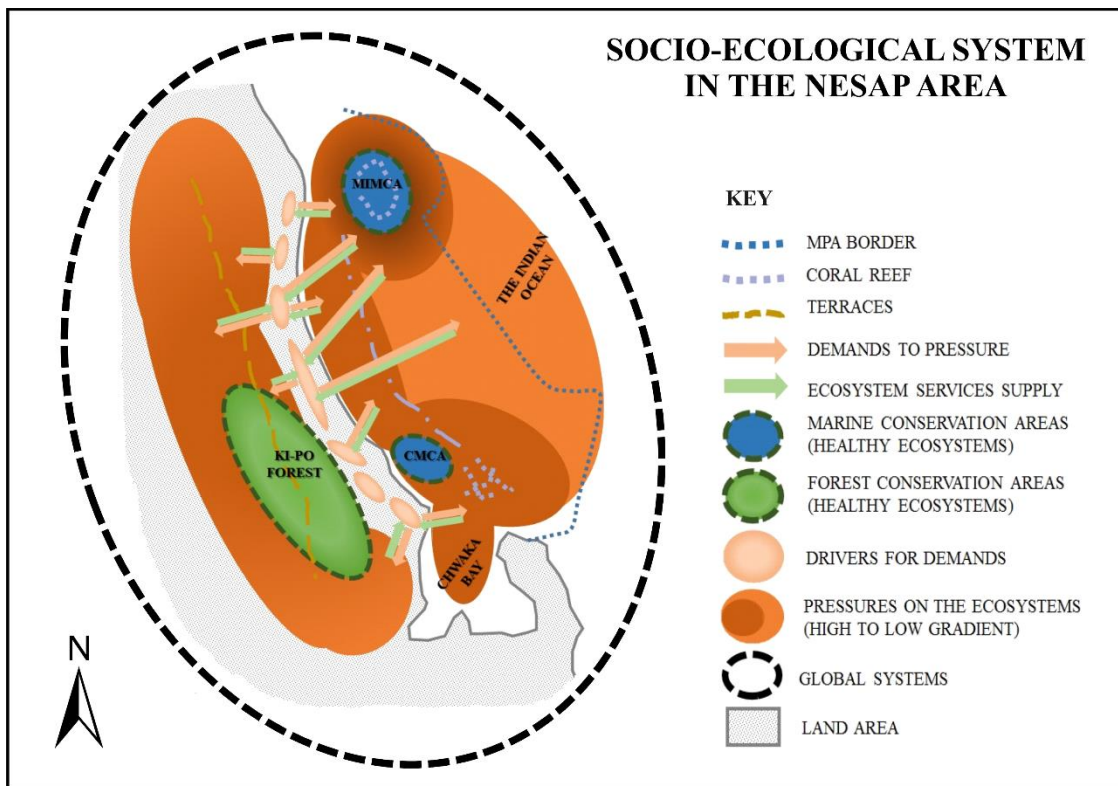 SOCIO-ECOLOGICAL SYSTEM
IN THE NESAP AREA
MIMCA
THE INDIAN
OCEAN
KI-PO
FOREST
CMCA
CHWAKA
BAY
N
KEY
MPA BORDER
CORAL REEF
TERRACES
DEMANDS TO PRESSURE
ECOSYSTEM SERVICES SUPPLY
MARINE CONSERVATION AREAS
(HEALTHY ECOSYSTEMS)
FOREST CONSERVATION AREAS
(HEALTHY ECOSYSTEMS)
DRIVERS FOR DEMANDS
PRESSURES ON THE ECOSYSTEMS
(HIGH TO LOW GRADIENT)
GLOBAL SYSTEMS
LAND AREA